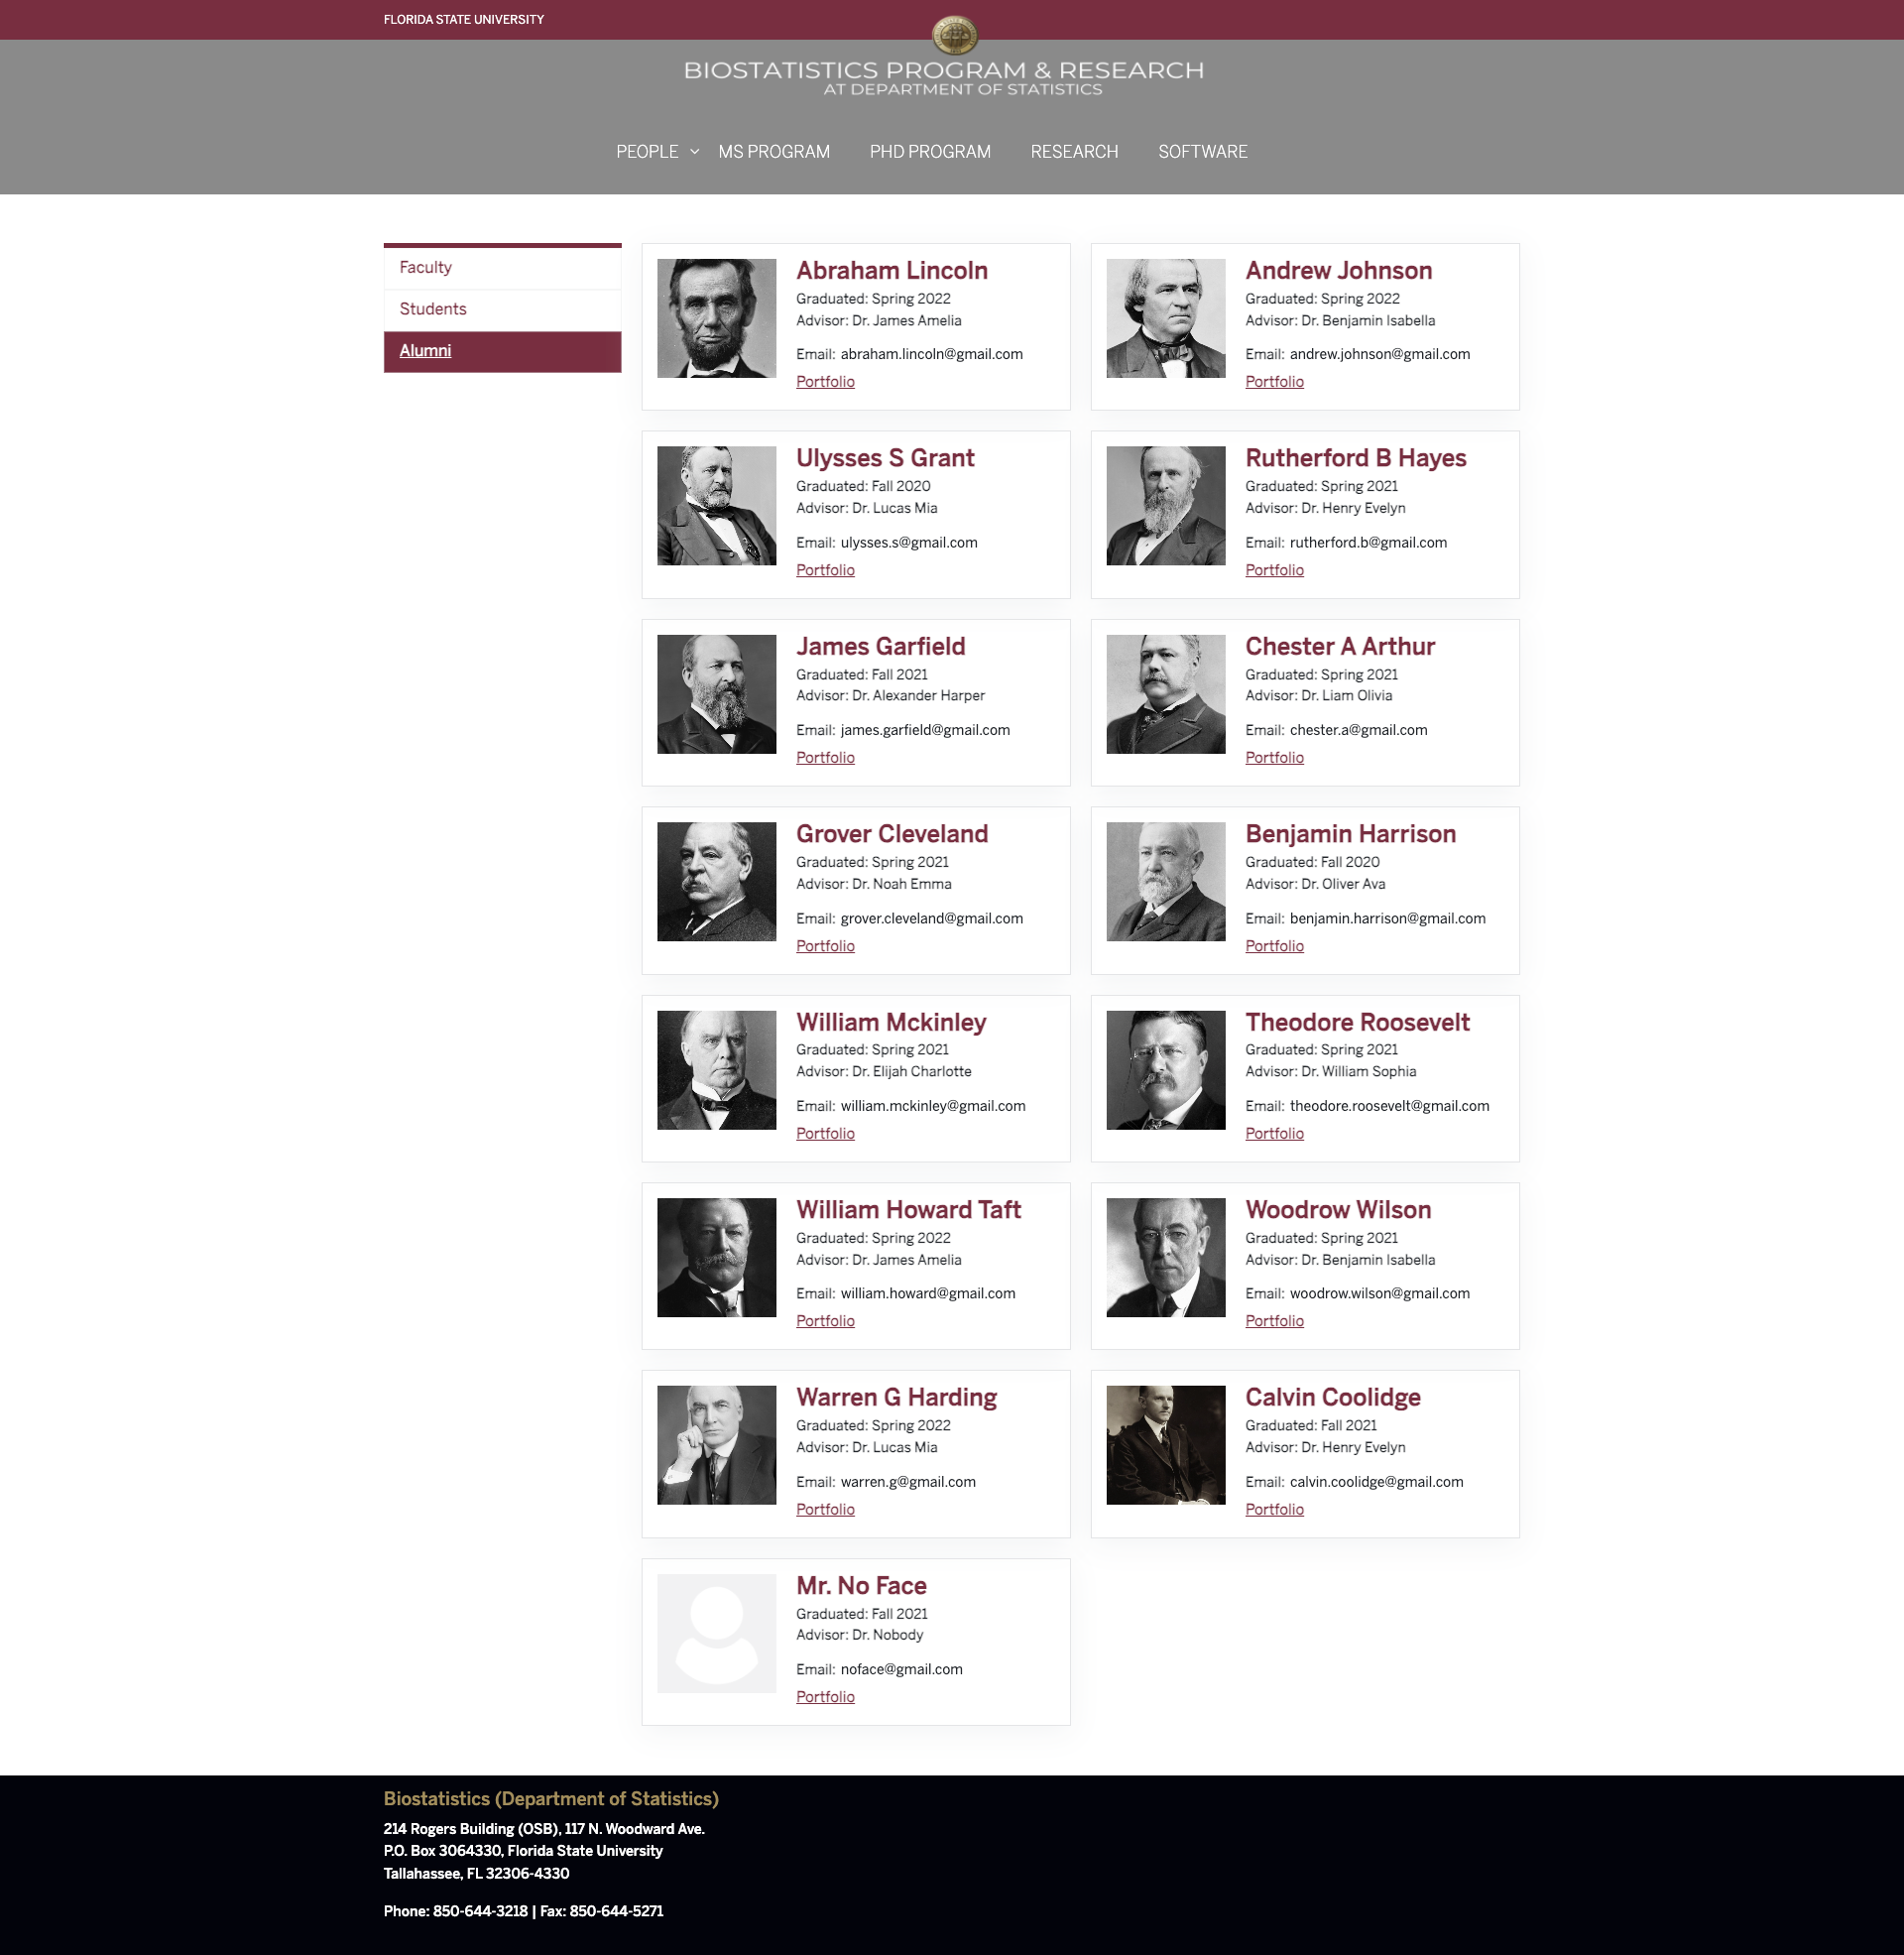 FLORIDA STATE UNIVERSITY
BIOSTATISTICS PROGRAM & RESEARCH
AT DEPARTMENT OF STATISTICS
PEOPLE MS PROGRAM PHD PROGRAM RESEARCH SOFTWARE
Faculty
Students
Alumni
Abraham Lincoln
Graduated: Spring 2022
Advisor: Dr. James Amelia
Email: abraham.lincoln@gmail.com
Portfolio
Andrew Johnson
Graduated: Spring 2022
Advisor: Dr. Benjamin Isabella
Email: andrew.johnson@gmail.com
Portfolio
Ulysses S Grant
Graduated: Fall 2020
Advisor: Dr. Lucas Mia
Email: ulysses.s@gmail.com
Portfolio
Rutherford B Hayes
Graduated: Spring 2021
Advisor: Dr. Henry Evelyn
Email: rutherford.b@gmail.com
Portfolio
James Garfield
Graduated: Fall 2021
Advisor: Dr. Alexander Harper
Email: james.garfield@gmail.com
Portfolio
Chester A Arthur
Graduated: Spring 2021
Advisor: Dr. Liam Olivia
Email: chester.a@gmail.com
Portfolio
Grover Cleveland
Graduated: Spring 2021
Advisor: Dr. Noah Emma
Email: grover.cleveland@gmail.com
Portfolio
Benjamin Harrison
Graduated: Fall 2020
Advisor: Dr. Oliver Ava
Email: benjamin.harrison@gmail.com
Portfolio
William Mckinley
Graduated: Spring 2021
Advisor: Dr. Elijah Charlotte
Email: william.mckinley@gmail.com
Portfolio
Theodore Roosevelt
Graduated: Spring 2021
Advisor: Dr. William Sophia
Email: theodore.roosevelt@gmail.com
Portfolio
William Howard Taft
Graduated: Spring 2022
Advisor: Dr. James Amelia
Email: william.howard@gmail.com
Portfolio
Woodrow Wilson
Graduated: Spring 2021
Advisor: Dr. Benjamin Isabella
Email: woodrow.wilson@gmail.com
Portfolio
Warren G Harding
Graduated: Spring 2022
Advisor: Dr. Lucas Mia
Email: warren.g@gmail.com
Portfolio
Calvin Coolidge
Graduated: Fall 2021
Advisor: Dr. Henry Evelyn
Email: calvin.coolidge@gmail.com
Portfolio
Mr. No Face
Graduated: Fall 2021
Advisor: Dr. Nobody
Email: noface@gmail.com
Portfolio
Biostatistics (Department of Statistics)
214 Rogers Building (OSB), 117 N. Woodward Ave.
P.O. Box 3064330, Florida State University
Tallahassee, FL 32306-4330
Phone: 850-644-3218 | Fax: 850-644-5271